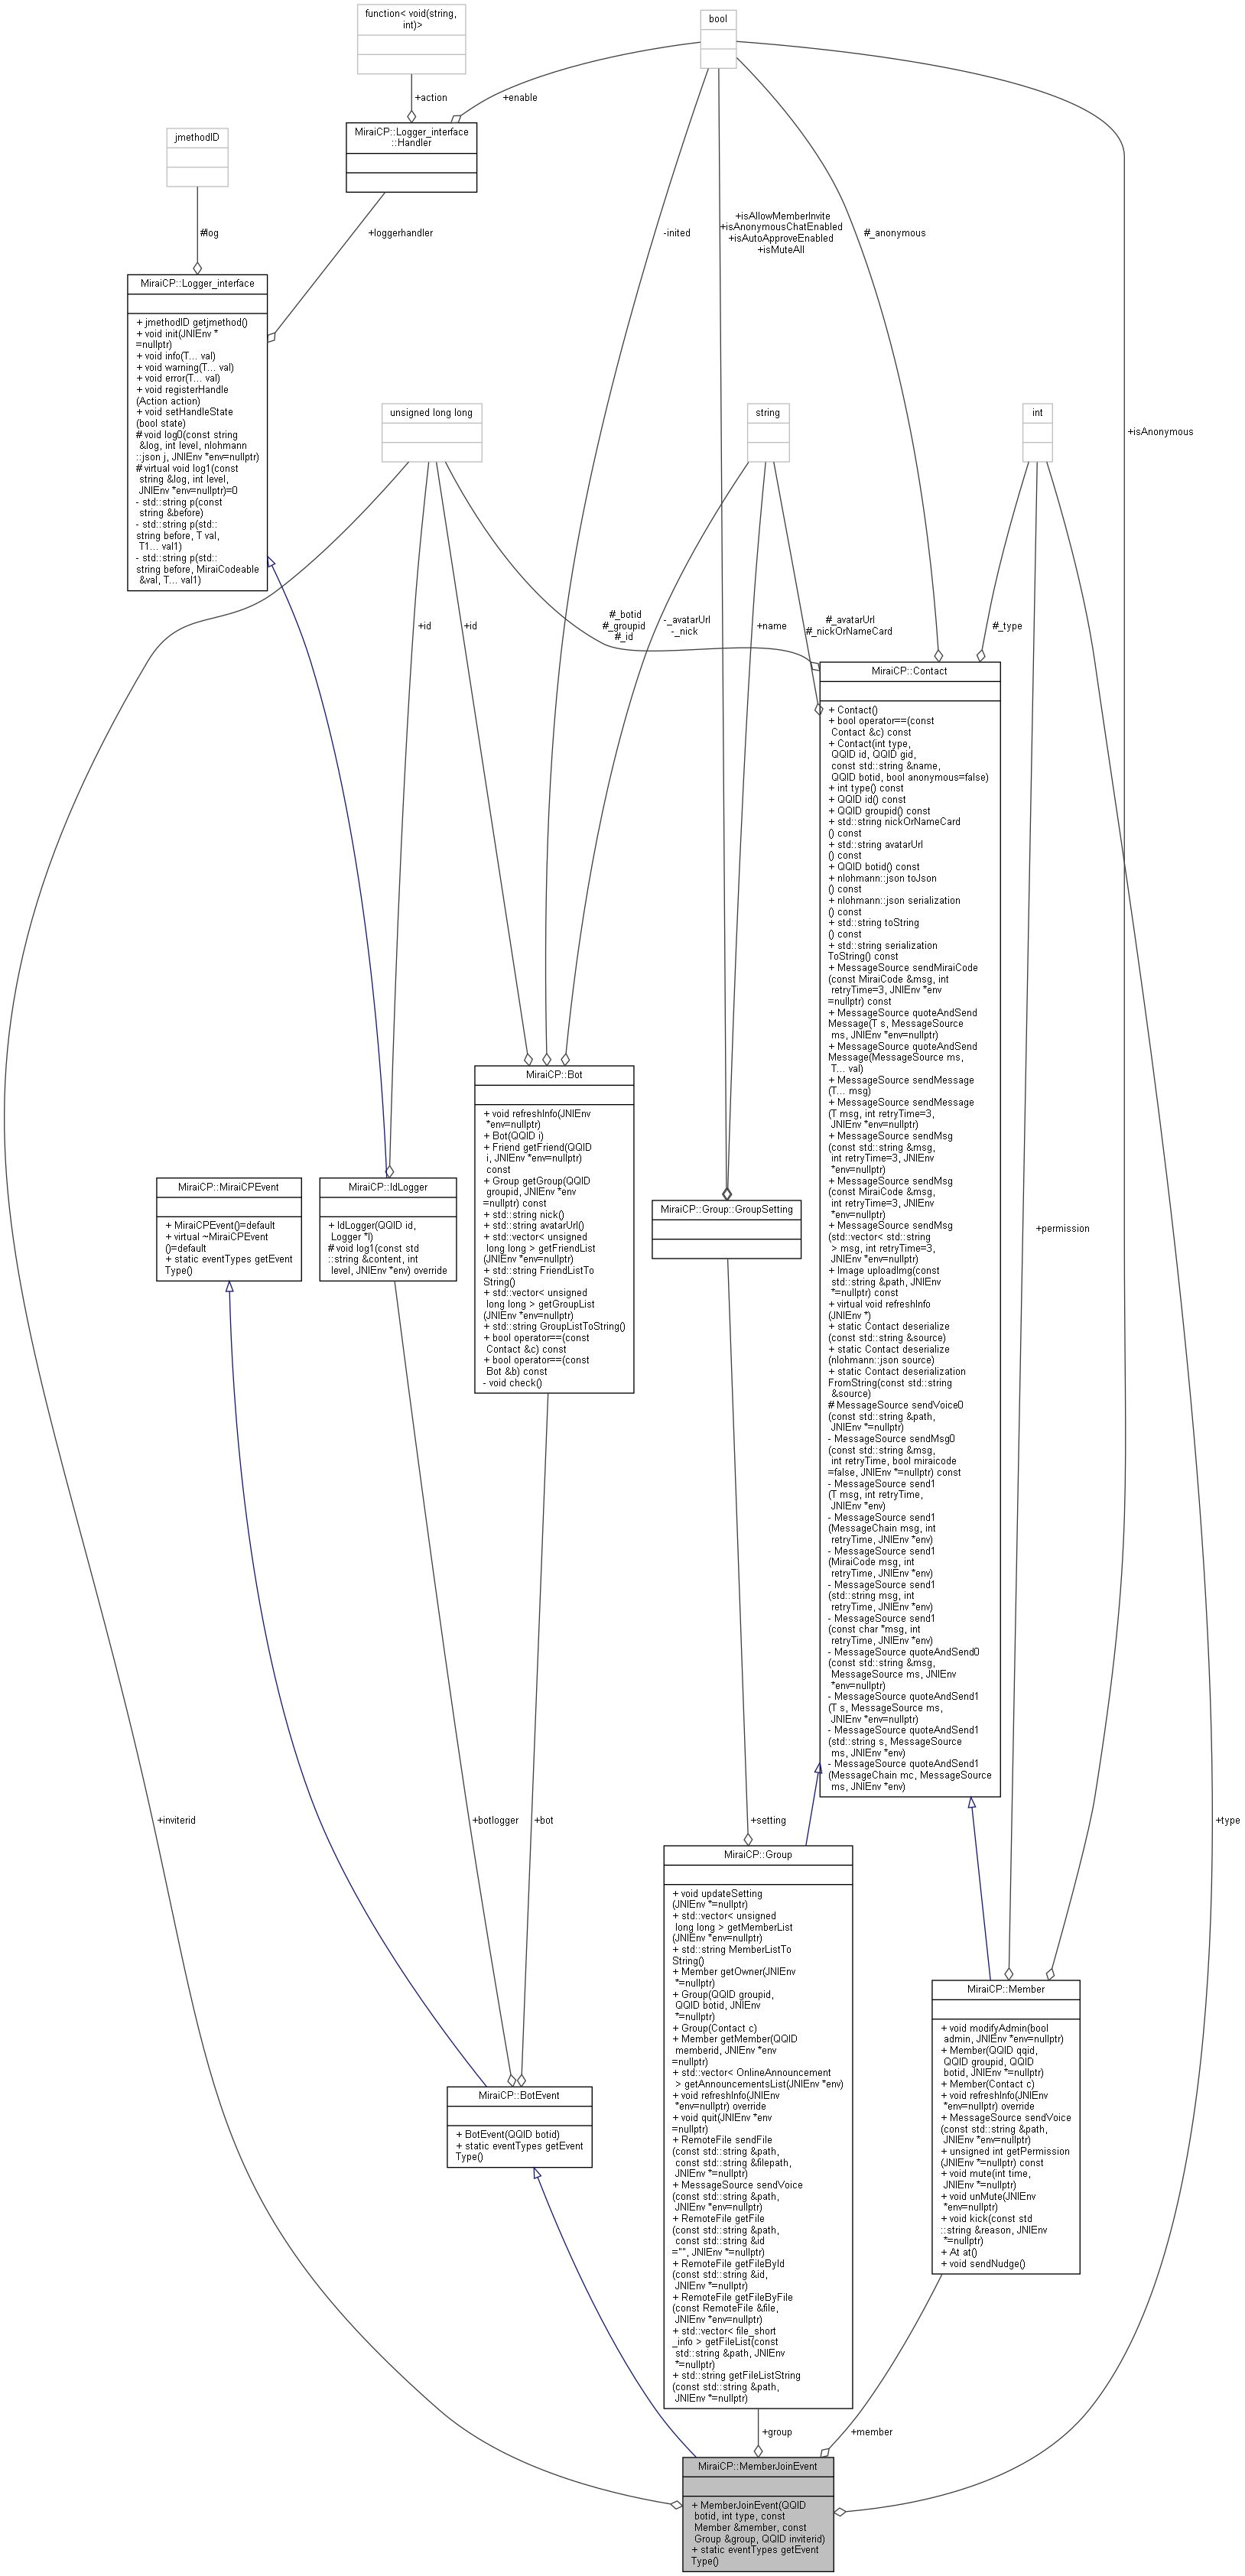 function< void(string,
int)>
bool
+action
+enable
MiraiCP::Logger_interface
::Handler
jmethodID
#log
+loggerhandler
-inited
+isAllowMemberInvite
+isAnonymousChatEnabled
+isAutoApproveEnabled
+isMuteAll
#_anonymous
MiraiCP::Logger_interface
+ jmethodID getjmethod()
+ void init(JNIEnv *
=nullptr)
+ void info(T... val)
+ void warning(T... val)
+ void error(T... val)
+ void registerHandle
(Action action)
+ void setHandleState
(bool state)
# void log0(const string
&log, int level, nlohmann
::json j, JNIEnv *env=nullptr)
# virtual void log1(const
string &log, int level,
JNIEnv *env=nullptr)=0
- std::string p(const
string &before)
- std::string p(std::
string before, T val,
T1... val1)
- std::string p(std::
string before, MiraiCodeable
&val, T... val1)
unsigned long long
string
int
+isAnonymous
+id
+id
#_botid
#_groupid
#_id
-_avatarUrl
-_nick
+name
#_avatarUrl
#_nickOrNameCard
#_type
MiraiCP::Contact
+ Contact()
+ bool operator==(const
Contact &c) const
+ Contact(int type,
QQID id, QQID gid,
const std::string &name,
QQID botid, bool anonymous=false)
+ int type() const
+ QQID id() const
+ QQID groupid() const
+ std::string nickOrNameCard
() const
+ std::string avatarUrl
() const
+ QQID botid() const
+ nlohmann::json toJson
() const
+ nlohmann::json serialization
() const
+ std::string toString
() const
+ std::string serialization
ToString() const
+ MessageSource sendMiraiCode
(const MiraiCode &msg, int
retryTime=3, JNIEnv *env
=nullptr) const
+ MessageSource quoteAndSend
Message(T s, MessageSource
ms, JNIEnv *env=nullptr)
+ MessageSource quoteAndSend
Message(MessageSource ms,
T... val)
+ MessageSource sendMessage
(T... msg)
+ MessageSource sendMessage
(T msg, int retryTime=3,
JNIEnv *env=nullptr)
+ MessageSource sendMsg
(const std::string &msg,
int retryTime=3, JNIEnv
*env=nullptr)
+ MessageSource sendMsg
(const MiraiCode &msg,
int retryTime=3, JNIEnv
*env=nullptr)
+ MessageSource sendMsg
(std::vector< std::string
> msg, int retryTime=3,
JNIEnv *env=nullptr)
+ Image uploadImg(const
std::string &path, JNIEnv
*=nullptr) const
+ virtual void refreshInfo
(JNIEnv *)
+ static Contact deserialize
(const std::string &source)
+ static Contact deserialize
(nlohmann::json source)
+ static Contact deserialization
FromString(const std::string
&source)
# MessageSource sendVoice0
(const std::string &path,
JNIEnv *=nullptr)
- MessageSource sendMsg0
(const std::string &msg,
int retryTime, bool miraicode
=false, JNIEnv *=nullptr) const
- MessageSource send1
(T msg, int retryTime,
JNIEnv *env)
- MessageSource send1
(MessageChain msg, int
retryTime, JNIEnv *env)
- MessageSource send1
(MiraiCode msg, int
retryTime, JNIEnv *env)
- MessageSource send1
(std::string msg, int
retryTime, JNIEnv *env)
- MessageSource send1
(const char *msg, int
retryTime, JNIEnv *env)
- MessageSource quoteAndSend0
(const std::string &msg,
MessageSource ms, JNIEnv
*env=nullptr)
- MessageSource quoteAndSend1
(T s, MessageSource ms,
JNIEnv *env=nullptr)
- MessageSource quoteAndSend1
(std::string s, MessageSource
ms, JNIEnv *env)
- MessageSource quoteAndSend1
(MessageChain mc, MessageSource
ms, JNIEnv *env)
MiraiCP::Bot
+ void refreshInfo(JNIEnv
*env=nullptr)
+ Bot(QQID i)
+ Friend getFriend(QQID
i, JNIEnv *env=nullptr)
const
+ Group getGroup(QQID
groupid, JNIEnv *env
=nullptr) const
+ std::string nick()
+ std::string avatarUrl()
+ std::vector< unsigned
long long > getFriendList
(JNIEnv *env=nullptr)
+ std::string FriendListTo
String()
+ std::vector< unsigned
long long > getGroupList
(JNIEnv *env=nullptr)
+ std::string GroupListToString()
+ bool operator==(const
Contact &c) const
+ bool operator==(const
Bot &b) const
- void check()
MiraiCP::MiraiCPEvent
+ MiraiCPEvent()=default
+ virtual ~MiraiCPEvent
()=default
+ static eventTypes getEvent
Type()
MiraiCP::IdLogger
+ IdLogger(QQID id,
Logger *l)
# void log1(const std
::string &content, int
level, JNIEnv *env) override
MiraiCP::Group::GroupSetting
+permission
+inviterid
+botlogger
+bot
+setting
+type
MiraiCP::Group
+ void updateSetting
(JNIEnv *=nullptr)
+ std::vector< unsigned
long long > getMemberList
(JNIEnv *env=nullptr)
+ std::string MemberListTo
String()
+ Member getOwner(JNIEnv
*=nullptr)
+ Group(QQID groupid,
QQID botid, JNIEnv
*=nullptr)
+ Group(Contact c)
+ Member getMember(QQID
memberid, JNIEnv *env
=nullptr)
+ std::vector< OnlineAnnouncement
> getAnnouncementsList(JNIEnv *env)
+ void refreshInfo(JNIEnv
*env=nullptr) override
+ void quit(JNIEnv *env
=nullptr)
+ RemoteFile sendFile
(const std::string &path,
const std::string &filepath,
JNIEnv *=nullptr)
+ MessageSource sendVoice
(const std::string &path,
JNIEnv *env=nullptr)
+ RemoteFile getFile
(const std::string &path,
const std::string &id
="", JNIEnv *=nullptr)
+ RemoteFile getFileById
(const std::string &id,
JNIEnv *=nullptr)
+ RemoteFile getFileByFile
(const RemoteFile &file,
JNIEnv *env=nullptr)
+ std::vector< file_short
_info > getFileList(const
std::string &path, JNIEnv
*=nullptr)
+ std::string getFileListString
(const std::string &path,
JNIEnv *=nullptr)
MiraiCP::Member
+ void modifyAdmin(bool
admin, JNIEnv *env=nullptr)
+ Member(QQID qqid,
QQID groupid, QQID
botid, JNIEnv *=nullptr)
+ Member(Contact c)
+ void refreshInfo(JNIEnv
*env=nullptr) override
+ MessageSource sendVoice
(const std::string &path,
JNIEnv *env=nullptr)
+ unsigned int getPermission
(JNIEnv *=nullptr) const
+ void mute(int time,
JNIEnv *=nullptr)
+ void unMute(JNIEnv
*env=nullptr)
+ void kick(const std
::string &reason, JNIEnv
*=nullptr)
+ At at()
+ void sendNudge()
MiraiCP::BotEvent
+ BotEvent(QQID botid)
+ static eventTypes getEvent
Type()
+group
+member
MiraiCP::MemberJoinEvent
+ MemberJoinEvent(QQID
botid, int type, const
Member &member, const
Group &group, QQID inviterid)
+ static eventTypes getEvent
Type()